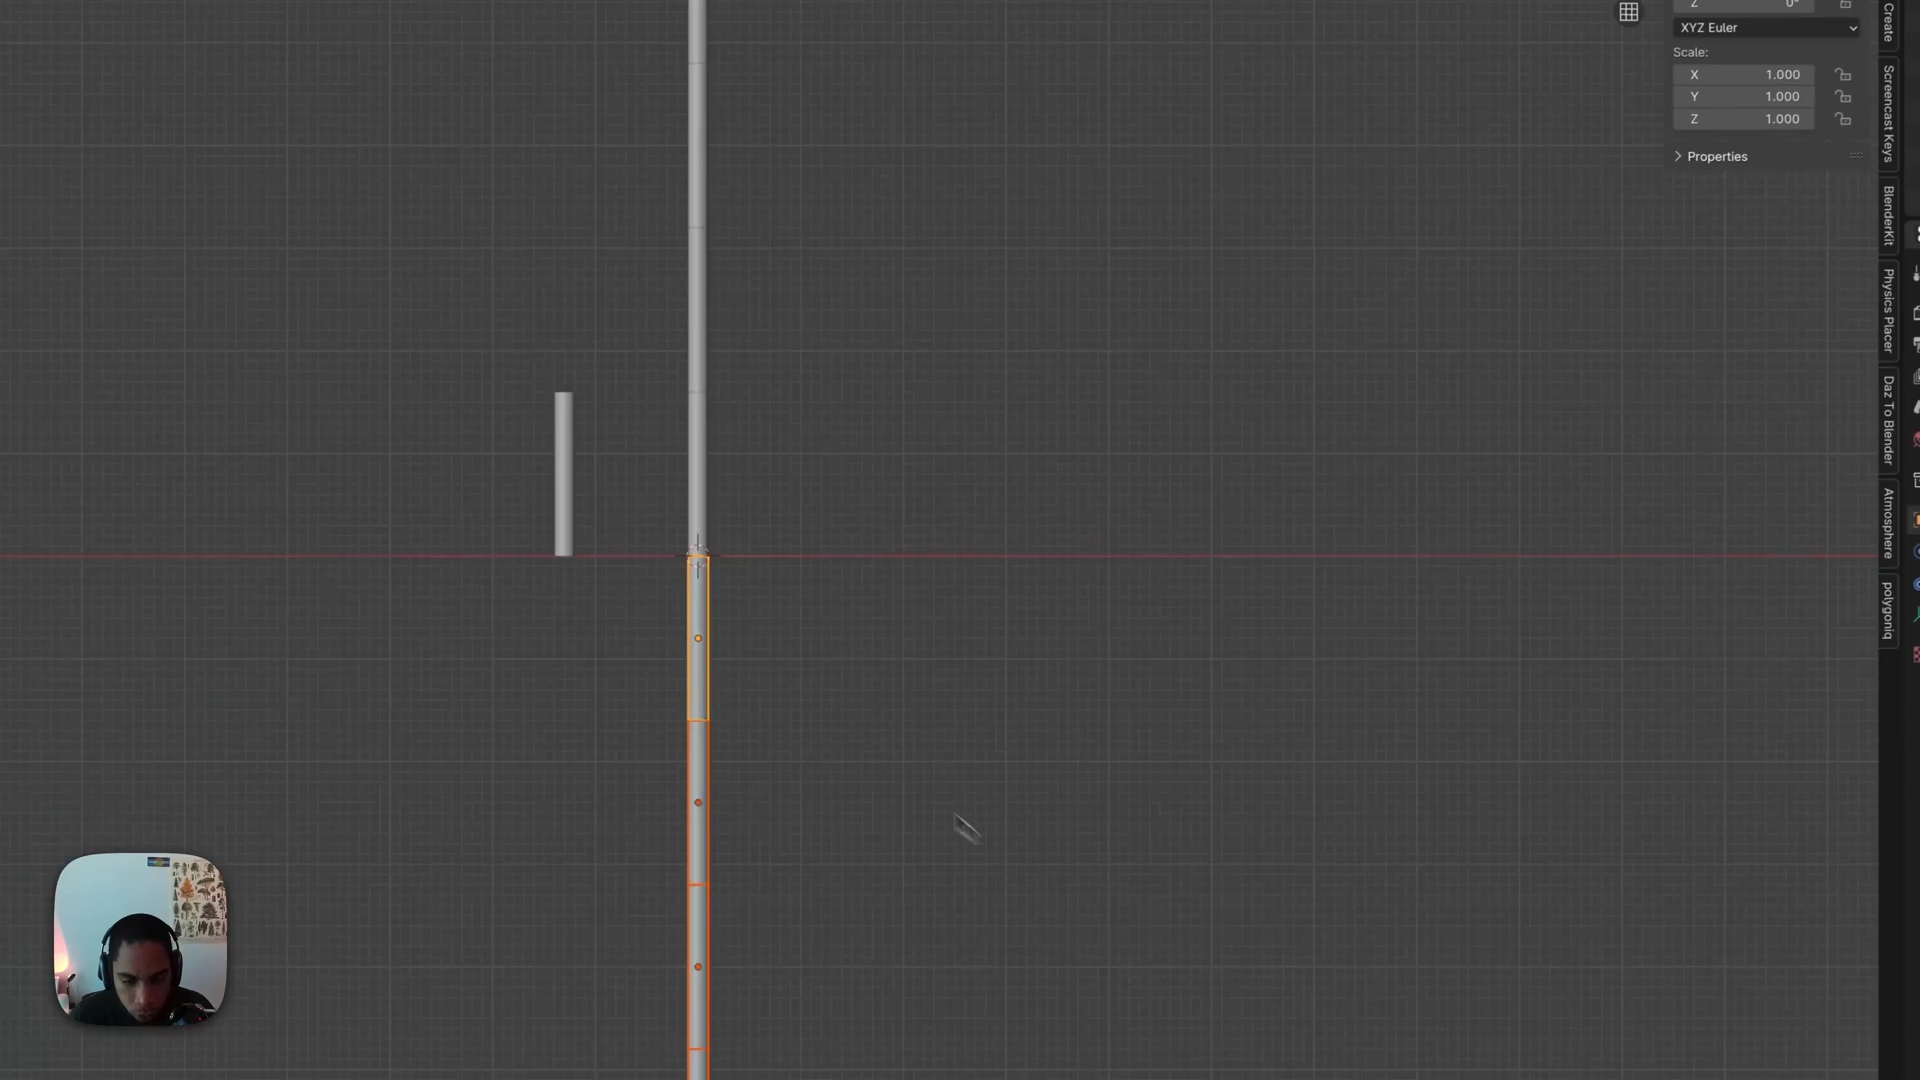 Z 0°
XYZ Euler
Scale:
X 1.000
Y 1.000
Z 1.000
Properties
Create
Screencast Keys
BlenderKit
Physics Placer
Daz To Blender
Atmosphere
polygoniq